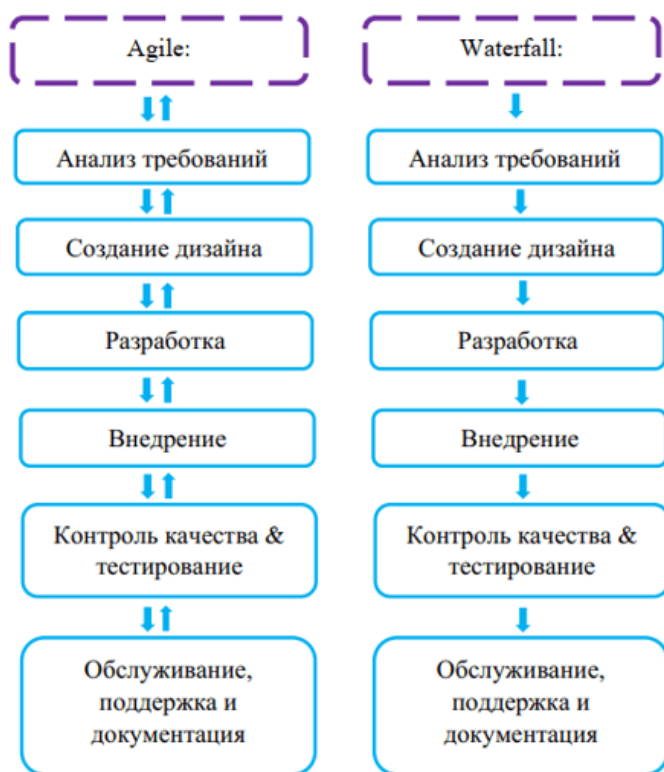 Agile:
Анализ требований
Создание дизайна
Разработка
Внедрение
Контроль качества &
тестирование
Обслуживание,
поддержка и
документация
Waterfall:
Анализ требований
Создание дизайна
Разработка
Внедрение
Контроль качества &
тестирование
Обслуживание,
поддержка и
документация